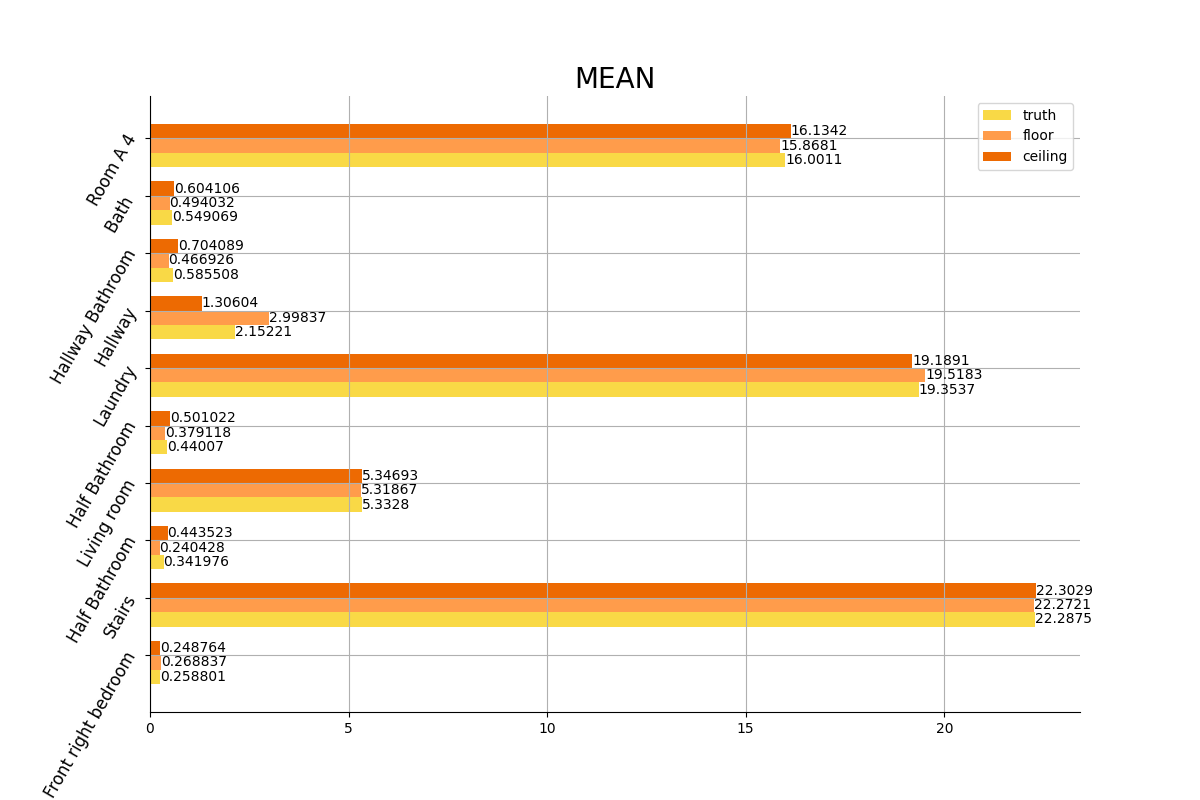 MEAN
truth
floor
ceiling
Room A 4
16.1342
15.8681
16.0011
Bath
0.604106
0.494032
0.549069
Hallway Bathroom
0.704089
0.466926
0.585508
Hallway
1.30604
2.99837
2.15221
Laundry
19.1891
19.5183
19.3537
Half Bathroom
0.501022
0.379118
0.44007
Living room
5.34693
5.31867
5.3328
Half Bathroom
0.443523
0.240428
0.341976
Stairs
22.3029
22.2721
22.2875
Front right bedroom
0.248764
0.268837
0.258801
0 5 10 15 20